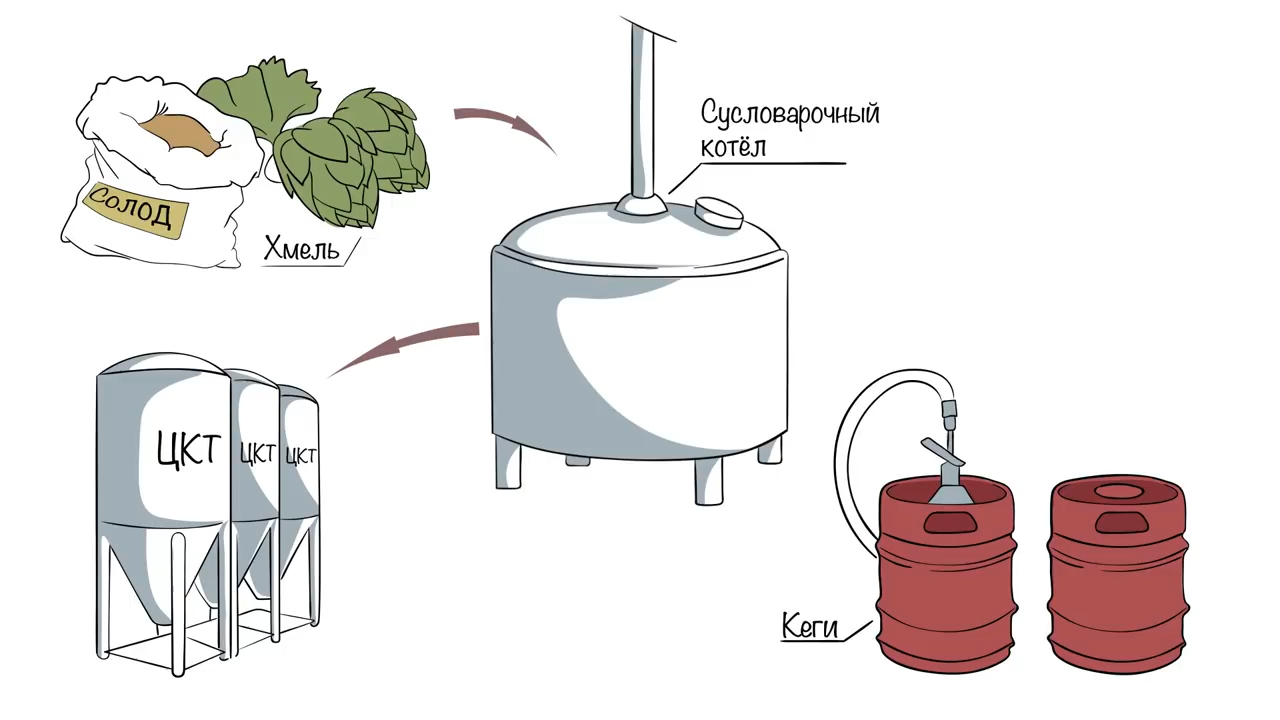 Сусловарочный
котёл
Солод
Хмель
ЦКТ
ЦКТ
ЦКТ
Кеги